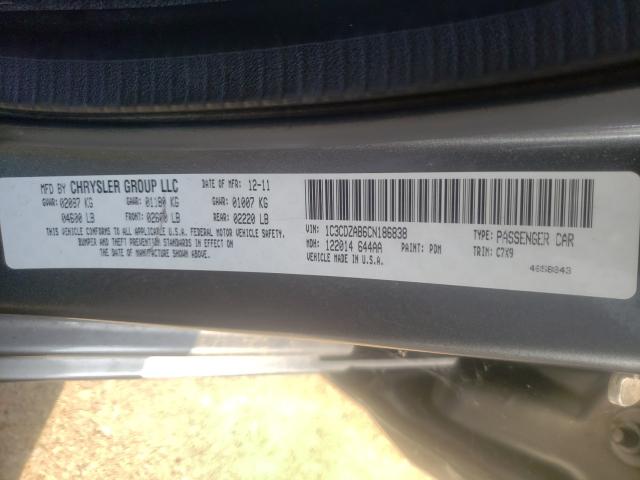 MFD BY CHRYSLER GROUP LLC DATE OF MFR: 12-11
GVWR: 02087 KG GAWR: 01180 KG GAWR: 01007 KG
04600 LB FRONT: 02600 LB REAR: 02220 LB
THIS VEHICLE CONFORMS TO ALL APPLICABLE U.S.A. FEDERAL MOTOR VEHICLE SAFETY,
BUMPER, AND THEFT PREVENTION STANDARDS IN EFFECT ON
THE DATE OF MANUFACTURE SHOWN ABOVE.
VIN: 1C3CDZAB6CN186838 TYPE: PASSENGER CAR
MDH: 122014 644AA PAINT: PDM TRIM: C7X9
VEHICLE MADE IN U.S.A.
4658843